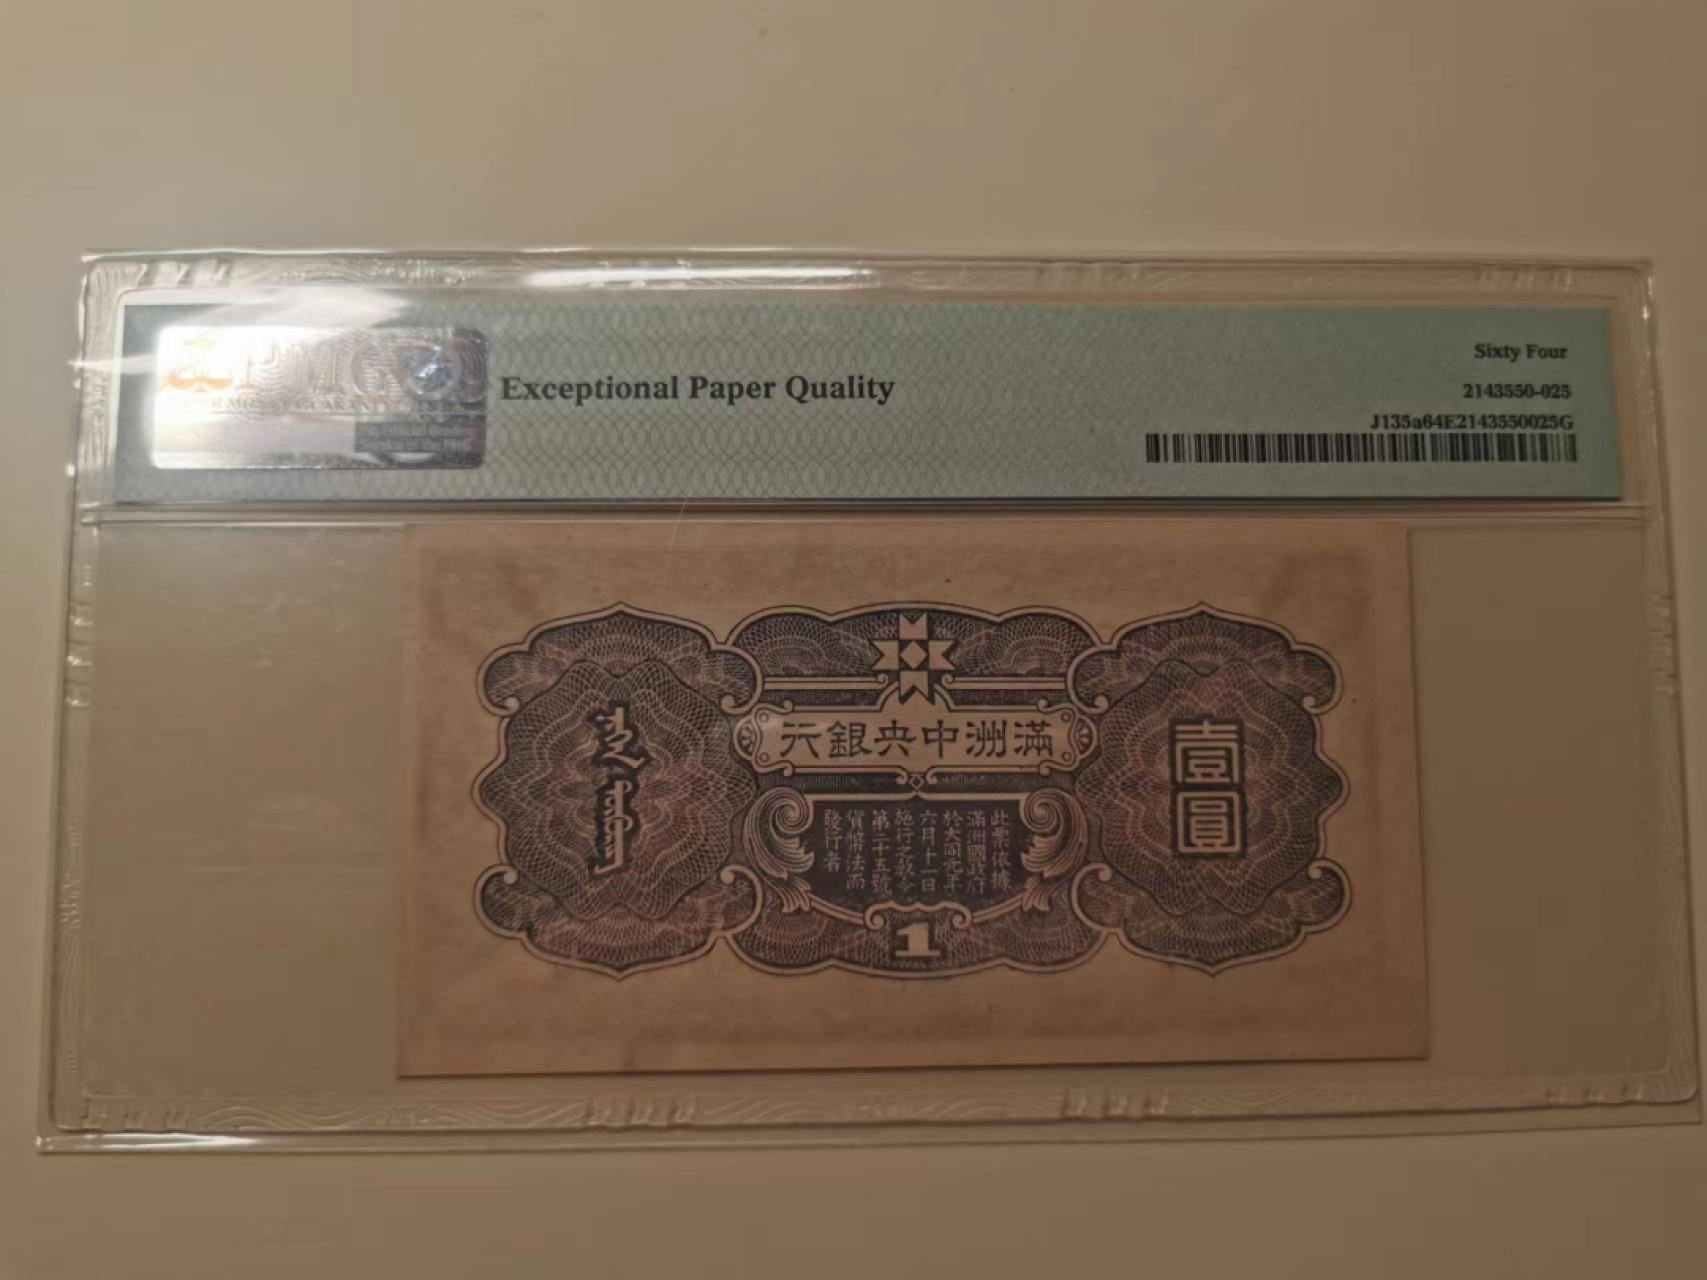 PMG
Exceptional Paper Quality
Sixty Four
2143550-025
J135a64E2143550025G
行銀央中洲滿
壹圓
此票依據
滿洲國政府
於大同元年
六月十一日
施行之敎令
第二十五號
貨幣法而
發行者
1